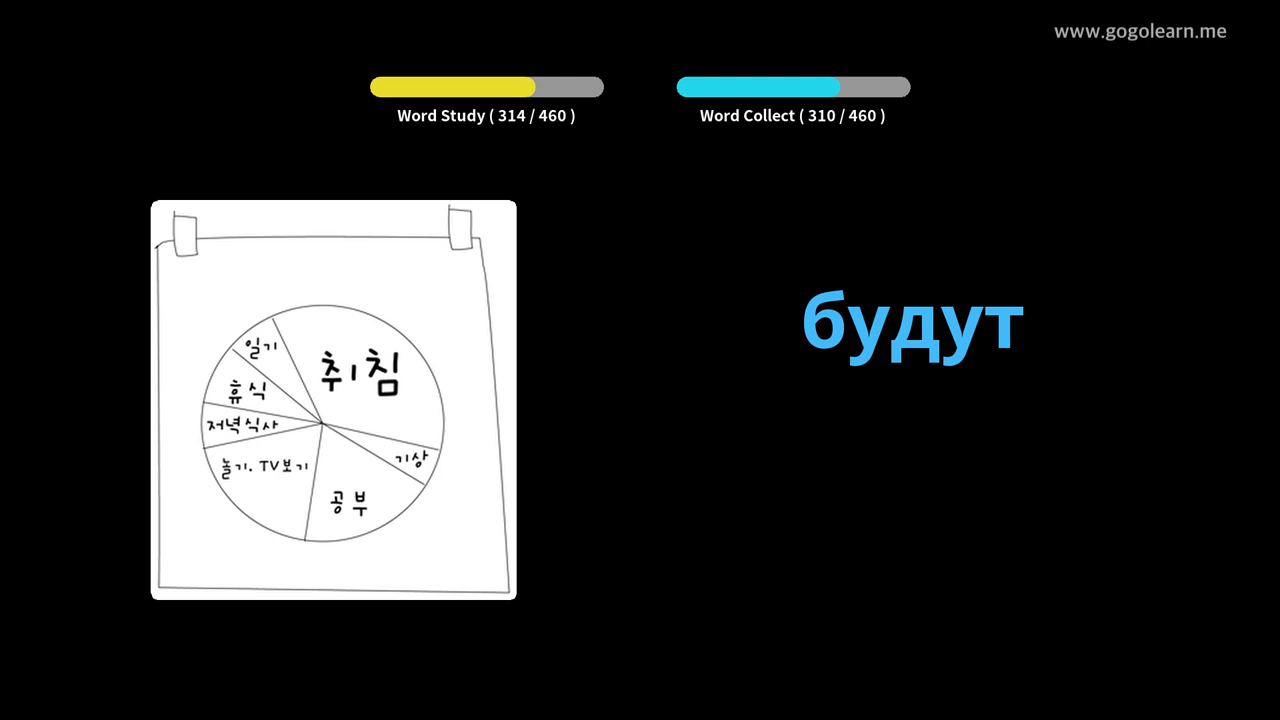 www.gogolearn.me
Word Study ( 314 / 460 )
Word Collect ( 310 / 460 )
будут
일기
취침
휴식
저녁식사
놀기. TV보기
기상
공부